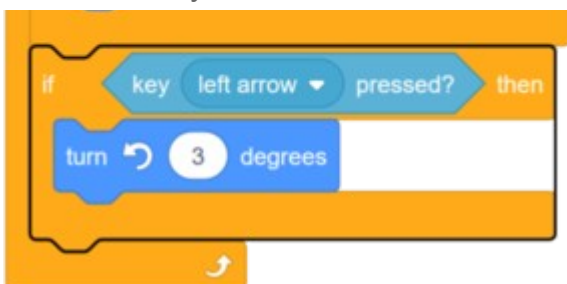 if key left arrow pressed? then
turn 3 degrees